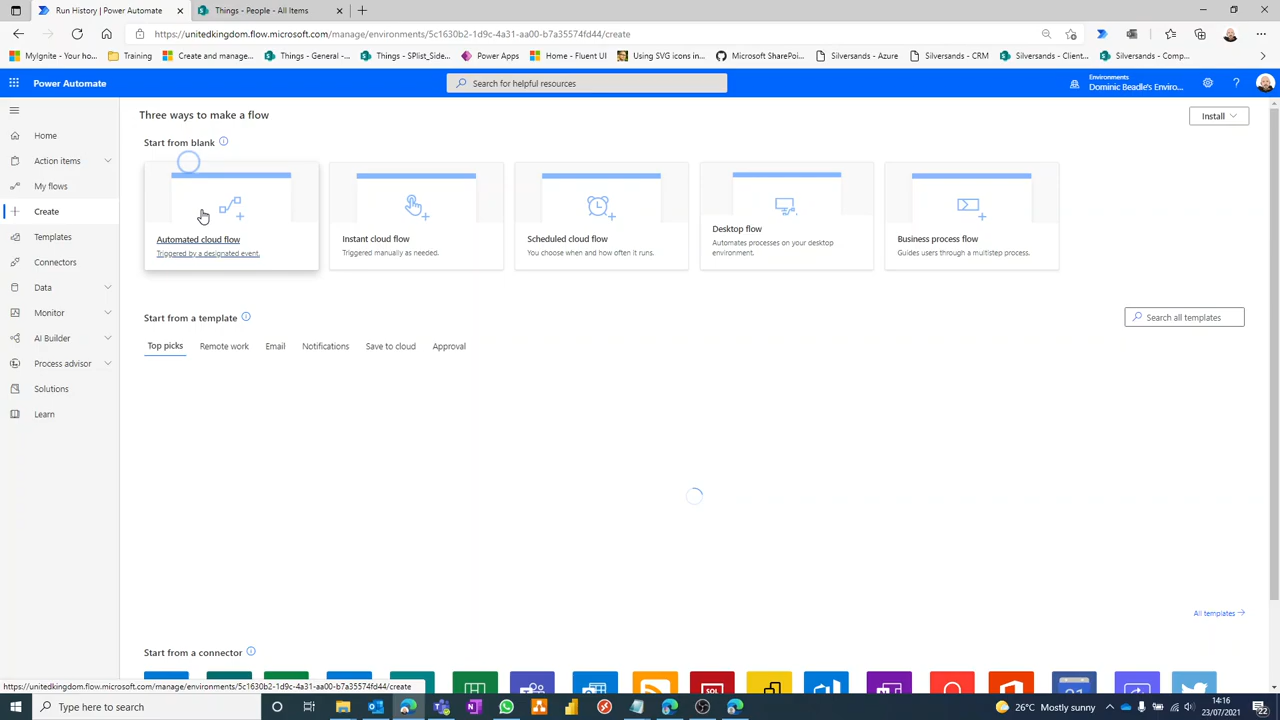 Run History | Power Automate
Things - People - All Items
https://unitedkingdom.flow.microsoft.com/manage/environments/5c1630b2-1d9c-4a31-aa00-b7a35574fd44/create
MyIgnite - Your ho...
Training
Create and manage...
Things - General -...
Things - SPlist_Side...
Power Apps
Home - Fluent UI
Using SVG icons in...
Microsoft SharePoi...
Silversands - Azure
Silversands - CRM
Silversands - Client...
Silversands - Comp...
Power Automate
Search for helpful resources
Environments
Dominic Beadle's Enviro...
Home
Action items
My flows
Create
Templates
Connectors
Data
Monitor
AI Builder
Process advisor
Solutions
Learn
Three ways to make a flow
Install
Start from blank
Automated cloud flow
Triggered by a designated event.
Instant cloud flow
Triggered manually as needed.
Scheduled cloud flow
You choose when and how often it runs.
Desktop flow
Automates processes on your desktop
environment.
Business process flow
Guides users through a multistep process.
Start from a template
Search all templates
Top picks
Remote work
Email
Notifications
Save to cloud
Approval
All templates
Start from a connector
https://unitedkingdom.flow.microsoft.com/manage/environments/5c1630b2-1d9c-4a31-aa00-b7a35574fd44/create
Type here to search
26°C Mostly sunny
14:16
23/07/2021